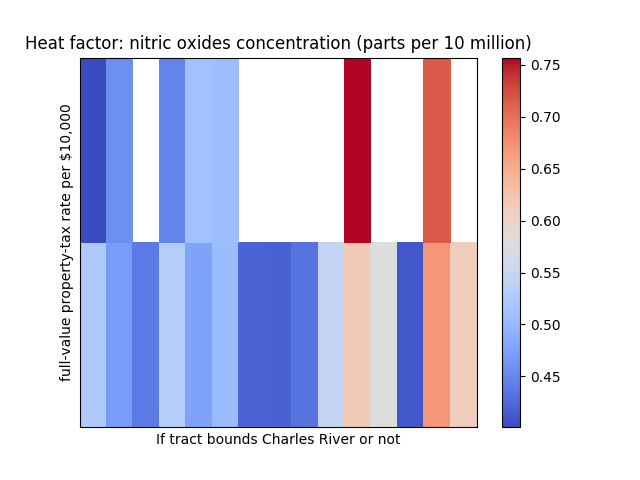 Heat factor: nitric oxides concentration (parts per 10 million)
full-value property-tax rate per $10,000
If tract bounds Charles River or not
0.75
0.70
0.65
0.60
0.55
0.50
0.45